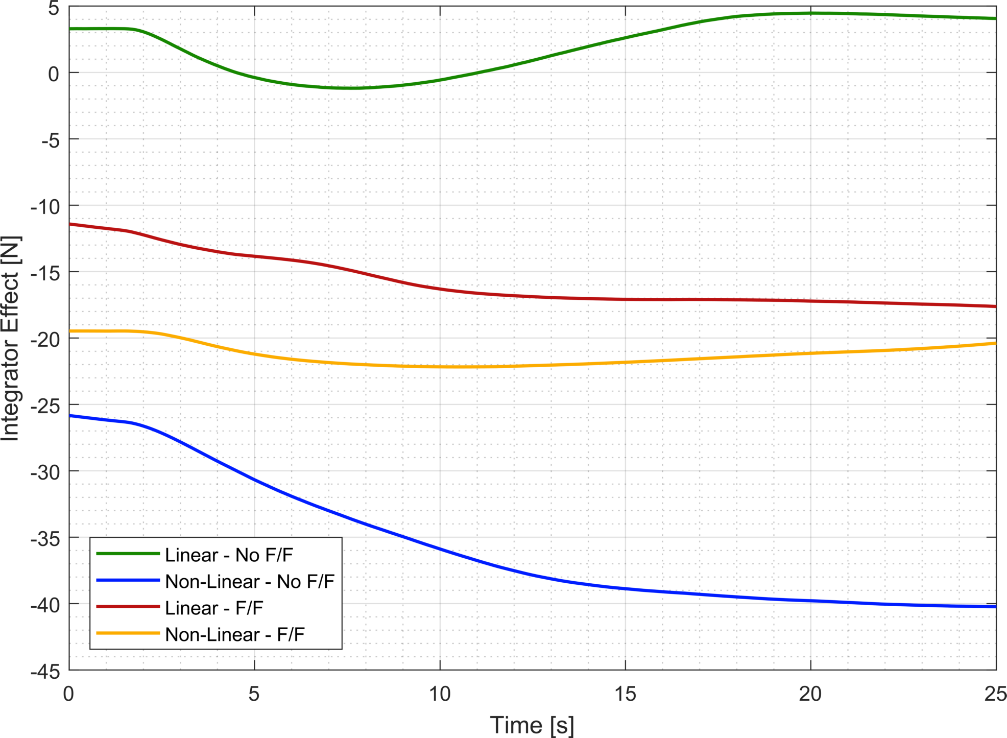 5
0
-5
-10
-15
-20
-25
-30
-35
-40
-45
Integrator Effect [N]
Linear - No F/F
Non-Linear - No F/F
Linear - F/F
Non-Linear - F/F
0 5 10 15 20 25
Time [s]